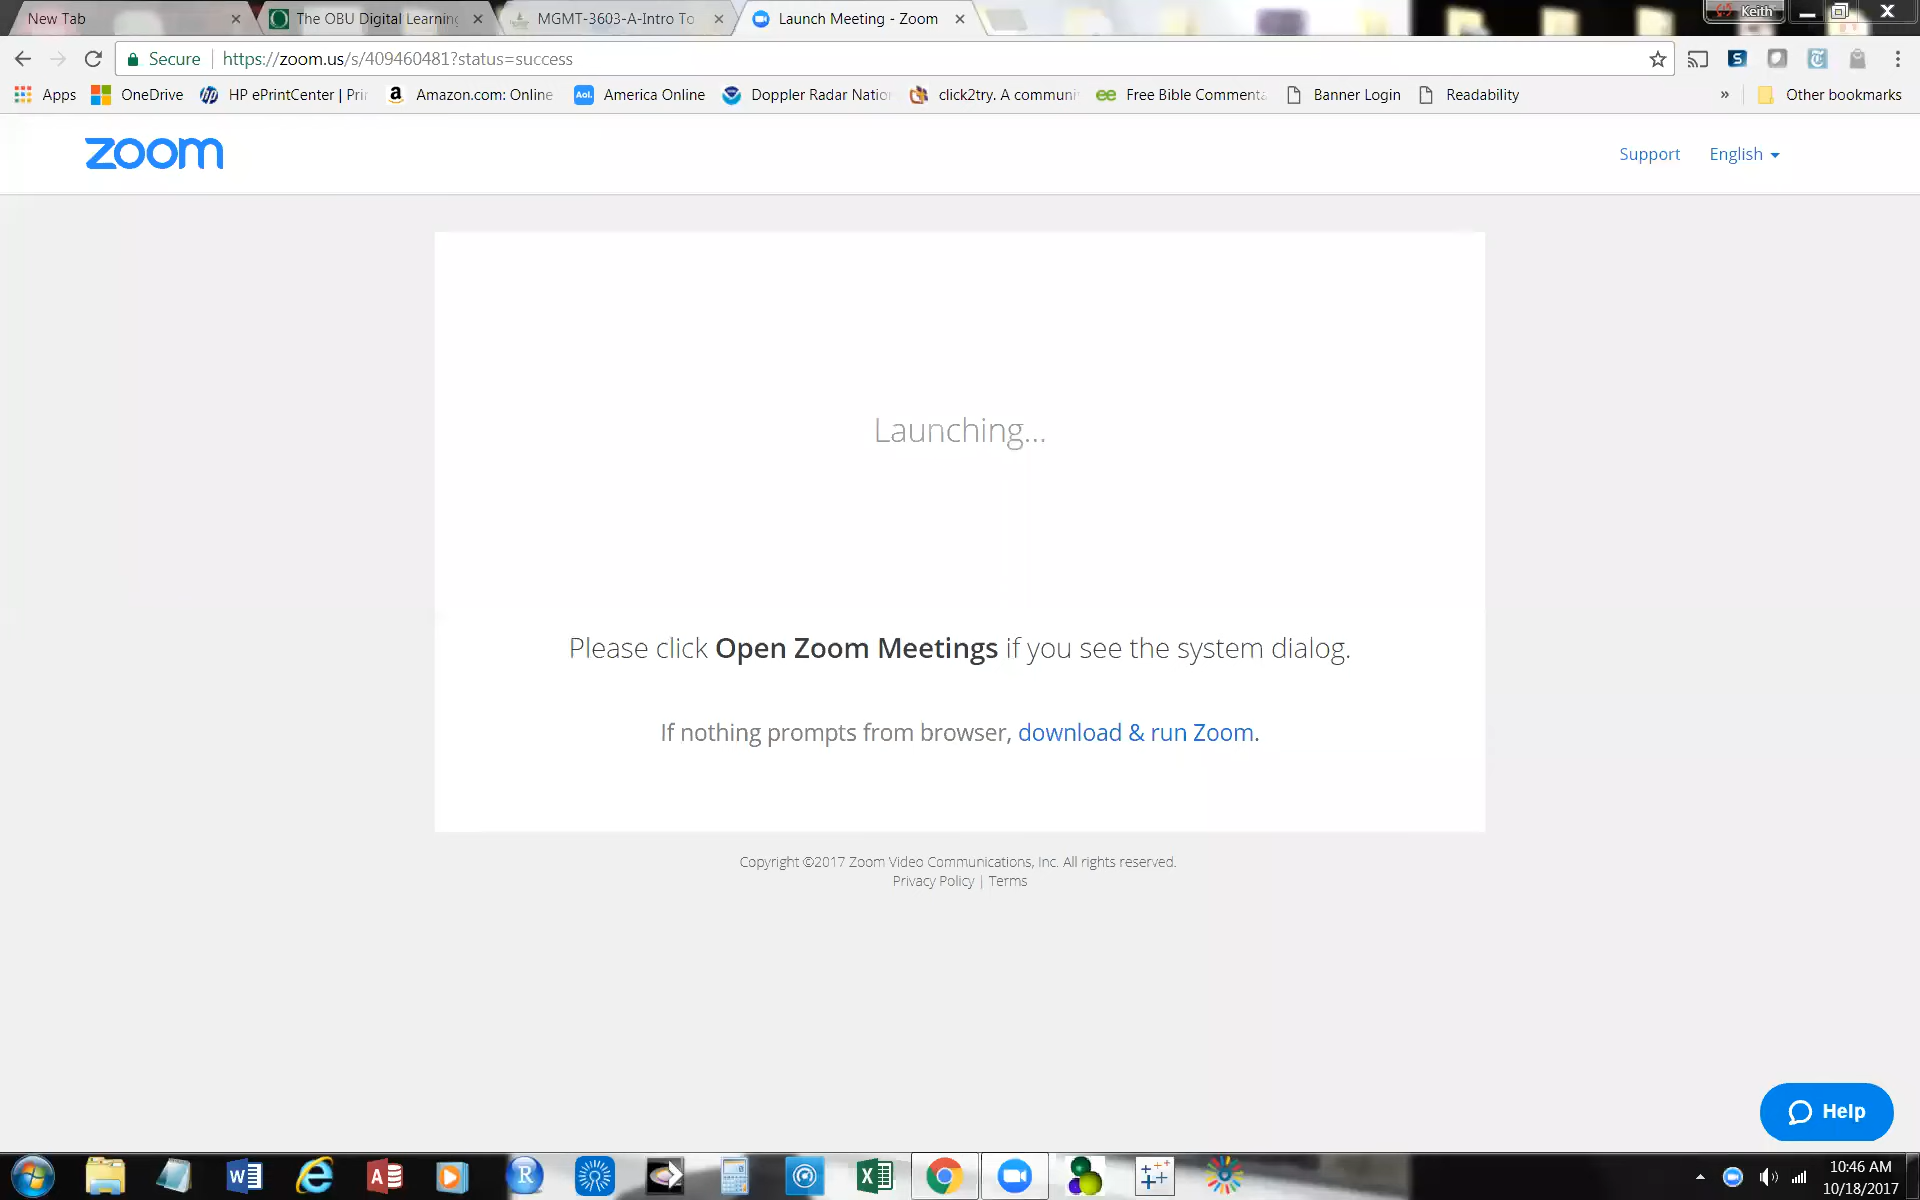 New Tab
The OBU Digital Learning
MGMT-3603-A-Intro To
Launch Meeting - Zoom
Keith
Secure
https://zoom.us/s/409460481?status=success
Apps
OneDrive
HP ePrintCenter | Pri
Amazon.com: Online
Aol.
America Online
Doppler Radar Natio
click2try. A communi
ee
Free Bible Commenta
Banner Login
Readability
»
Other bookmarks
zoom
Support
English
Launching...
Please click Open Zoom Meetings if you see the system dialog.
If nothing prompts from browser, download & run Zoom.
Copyright ©2017 Zoom Video Communications, Inc. All rights reserved.
Privacy Policy | Terms
Help
10:46 AM
10/18/2017